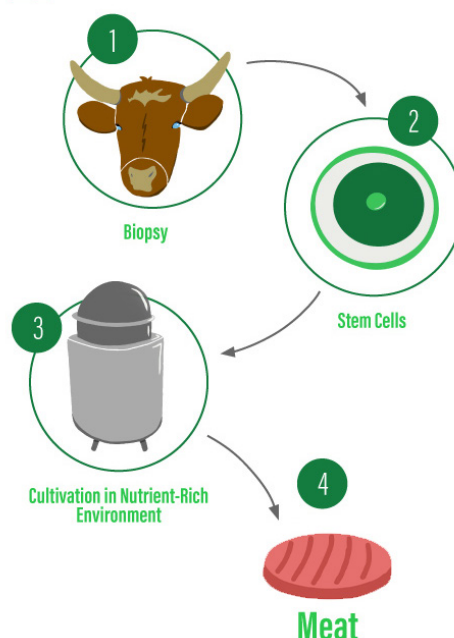 1
Biopsy
2
Stem Cells
3
Cultivation in Nutrient-Rich
Environment
4
Meat